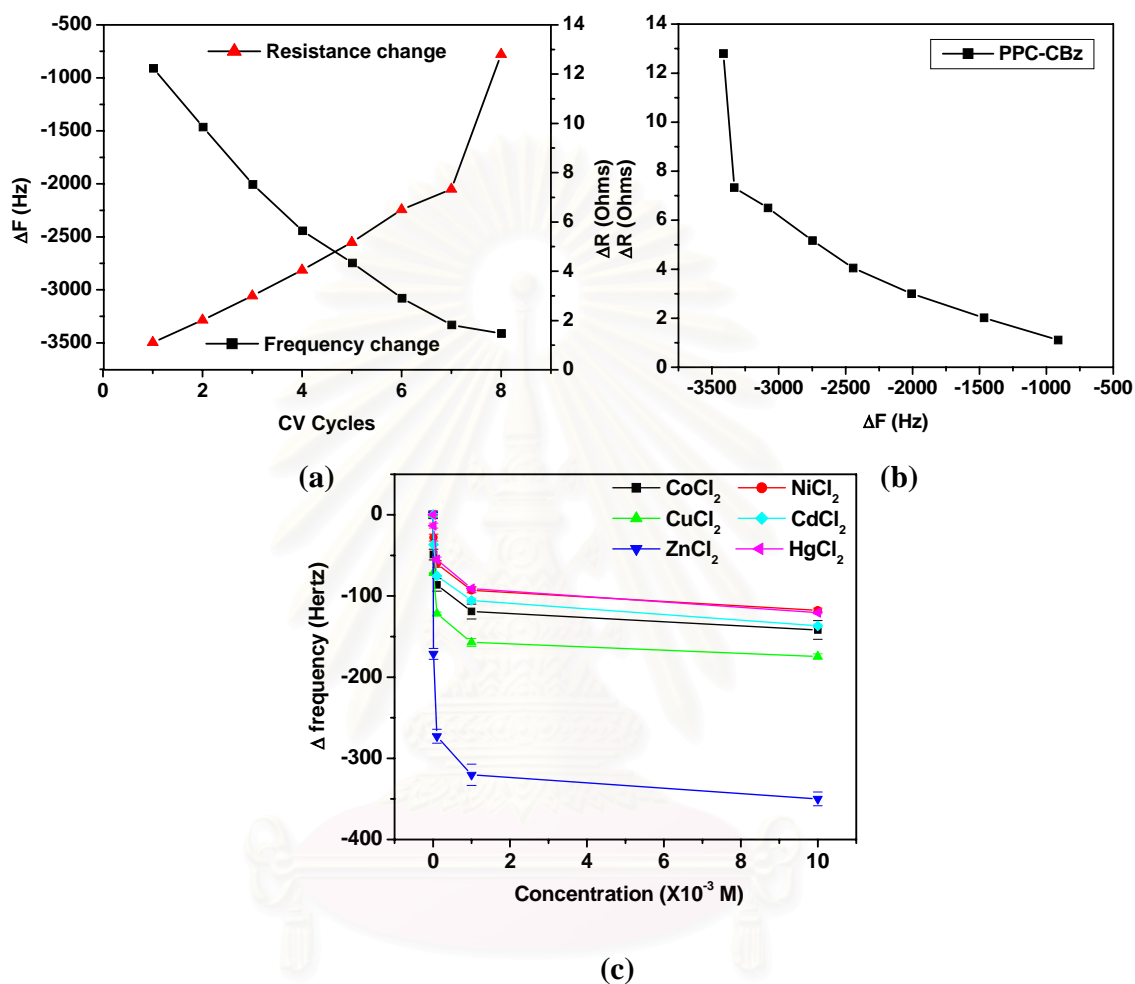 -500
-1000
-1500
-2000
-2500
-3000
-3500
ΔF (Hz)
Resistance change
Frequency change
14
12
10
8
6
4
2
0
ΔR (Ohms)
0 2 4 6 8
CV Cycles
(a)
14
12
10
8
6
4
2
0
ΔR (Ohms)
PPC-CBz
-3500 -3000 -2500 -2000 -1500 -1000 -500
ΔF (Hz)
(b)
0
-100
-200
-300
-400
Δ frequency (Hertz)
CoCl₂ NiCl₂
CuCl₂ CdCl₂
ZnCl₂ HgCl₂
0 2 4 6 8 10
Concentration (X10⁻³ M)
(c)